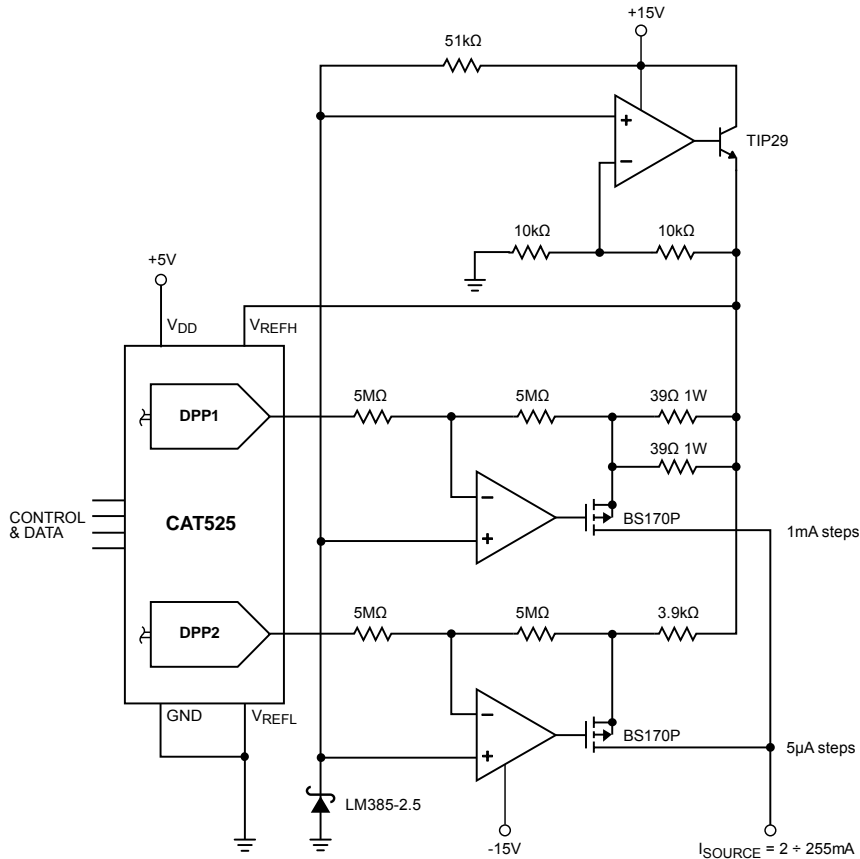 +15V
51kΩ
+
−
TIP29
10kΩ
10kΩ
+5V
VDD
VREFH
DPP1
5MΩ
5MΩ
39Ω 1W
39Ω 1W
−
+
BS170P
1mA steps
CONTROL
& DATA
CAT525
DPP2
5MΩ
5MΩ
3.9kΩ
GND
VREFL
−
+
BS170P
5µA steps
LM385-2.5
-15V
ISOURCE = 2 ÷ 255mA